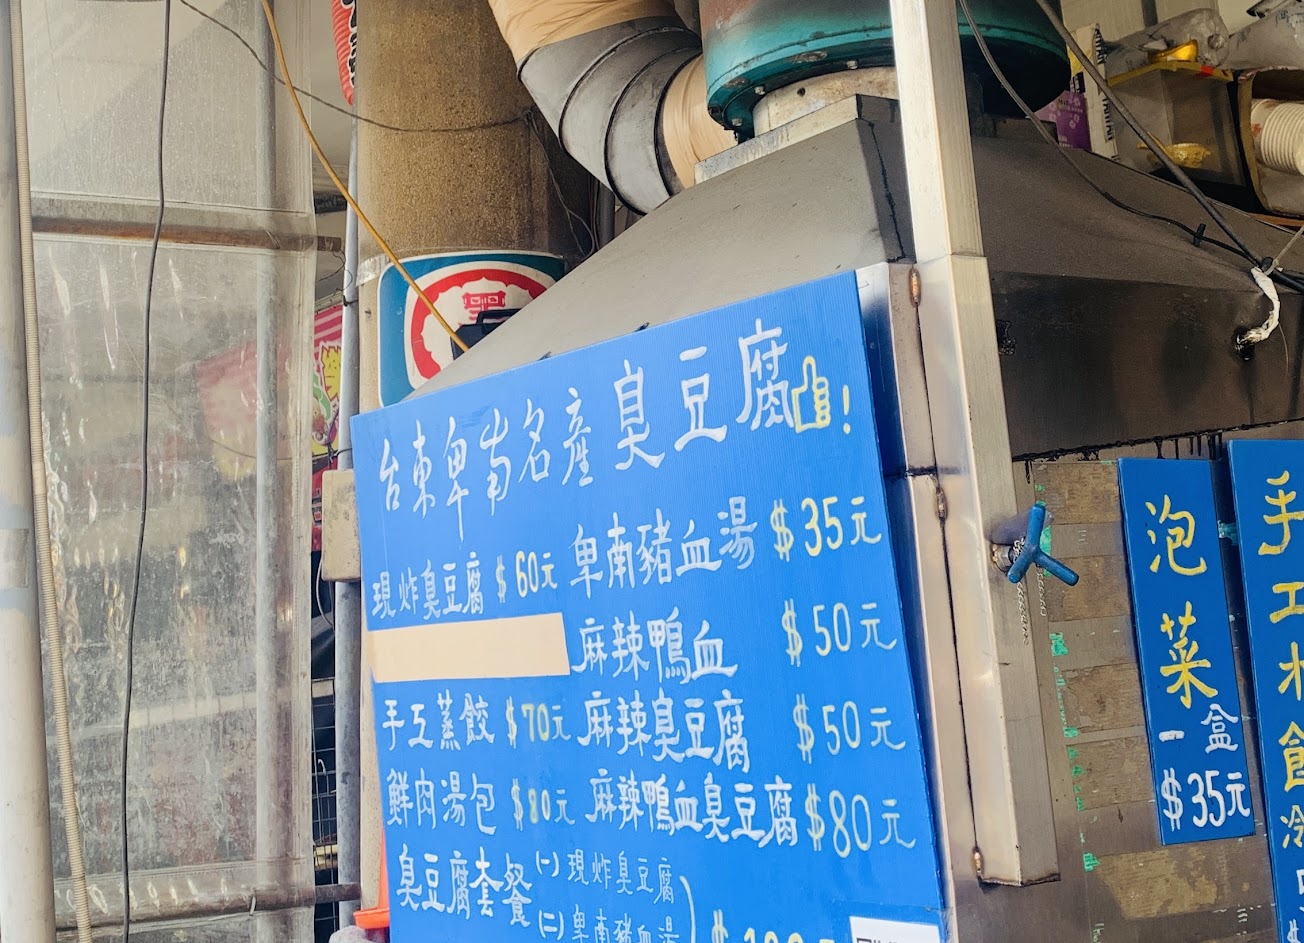 台東卑南名產臭豆腐!
現炸臭豆腐 $60元
手工蒸餃 $70元
鮮肉湯包 $80元
卑南豬血湯 $35元
麻辣鴨血 $50元
麻辣臭豆腐 $50元
麻辣鴨血臭豆腐 $80元
臭豆腐套餐
(一)現炸臭豆腐
(二)卑南豬血湯
泡菜
一盒
$35元
手工水餃冷